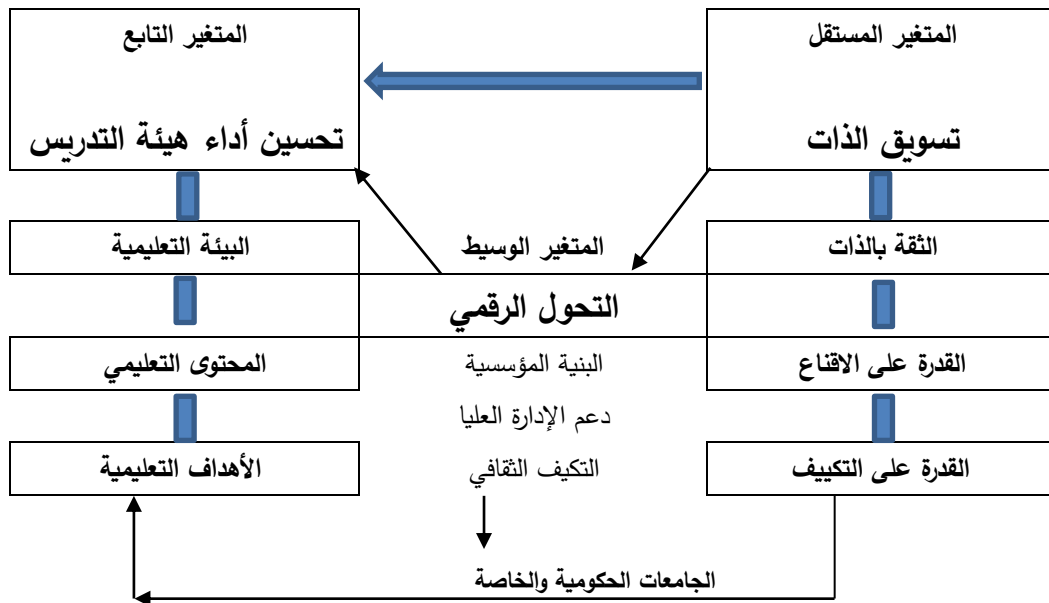 المتغير المستقل
تسويق الذات
الثقة بالذات
القدرة على الاقناع
القدرة على التكييف
المتغير الوسيط
التحول الرقمي
البنية المؤسسية
دعم الإدارة العليا
التكيف الثقافي
المتغير التابع
تحسين أداء هيئة التدريس
البيئة التعليمية
المحتوى التعليمي
الأهداف التعليمية
الجامعات الحكومية والخاصة